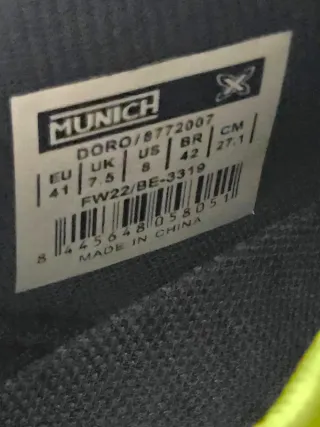 MUNICH
DORO/8772007
EU UK US BR CM
41 7.5 8 42 27.1
FW22/BE-3319
8 445648 058051
MADE IN CHINA